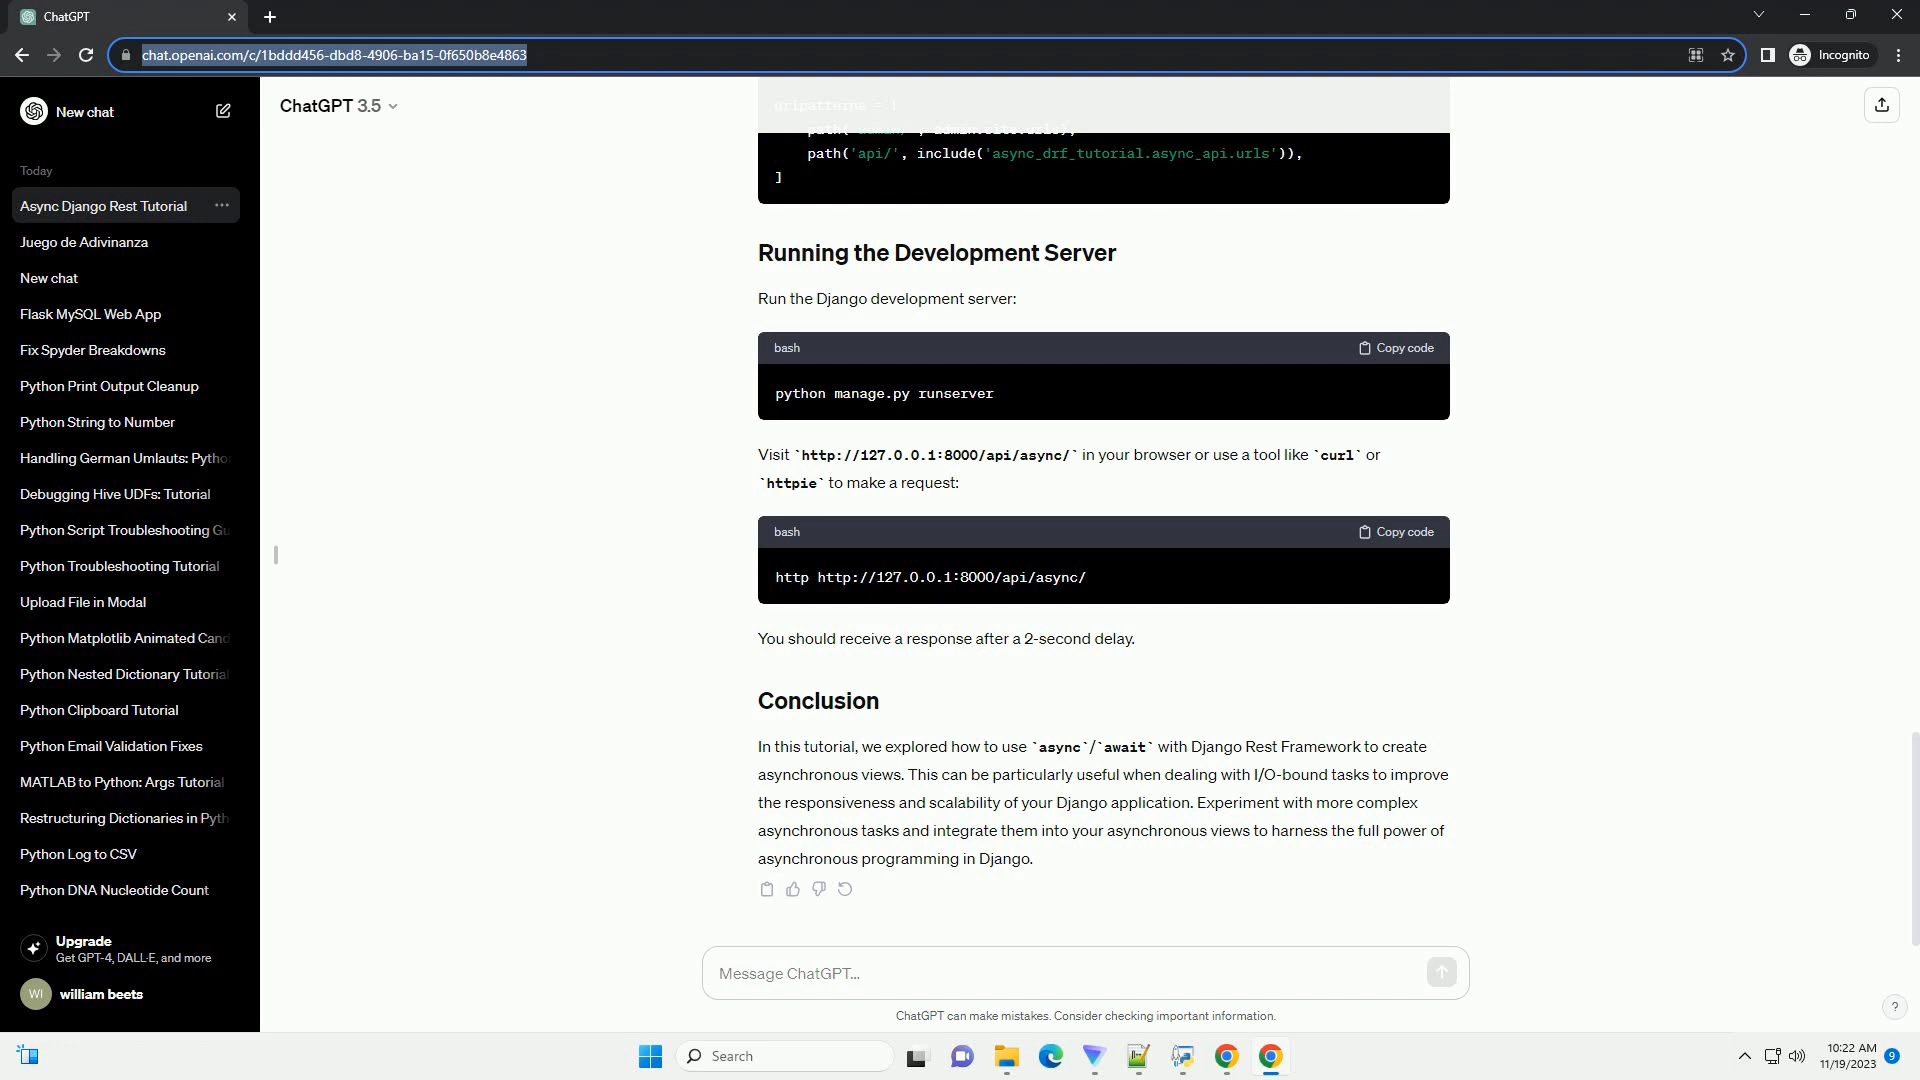 ChatGPT
chat.openai.com/c/1bddd456-dbd8-4906-ba15-0f650b8e4863
Incognito
New chat
ChatGPT 3.5
Today
Async Django Rest Tutorial
Juego de Adivinanza
New chat
Flask MySQL Web App
Fix Spyder Breakdowns
Python Print Output Cleanup
Python String to Number
Handling German Umlauts: Pytho
Debugging Hive UDFs: Tutorial
Python Script Troubleshooting Gu
Python Troubleshooting Tutorial
Upload File in Modal
Python Matplotlib Animated Cand
Python Nested Dictionary Tutorial
Python Clipboard Tutorial
Python Email Validation Fixes
MATLAB to Python: Args Tutorial
Restructuring Dictionaries in Pyth
Python Log to CSV
Python DNA Nucleotide Count
Upgrade
Get GPT-4, DALL·E, and more
WI
william beets
urlpatterns = [
path('admin/', admin.site.urls),
path('api/', include('async_drf_tutorial.async_api.urls')),
]
Running the Development Server
Run the Django development server:
bash
Copy code
python manage.py runserver
Visit `http://127.0.0.1:8000/api/async/` in your browser or use a tool like `curl` or
`httpie` to make a request:
bash
Copy code
http http://127.0.0.1:8000/api/async/
You should receive a response after a 2-second delay.
Conclusion
In this tutorial, we explored how to use `async`/`await` with Django Rest Framework to create
asynchronous views. This can be particularly useful when dealing with I/O-bound tasks to improve
the responsiveness and scalability of your Django application. Experiment with more complex
asynchronous tasks and integrate them into your asynchronous views to harness the full power of
asynchronous programming in Django.
Message ChatGPT...
ChatGPT can make mistakes. Consider checking important information.
?
Search
10:22 AM
11/19/2023
9